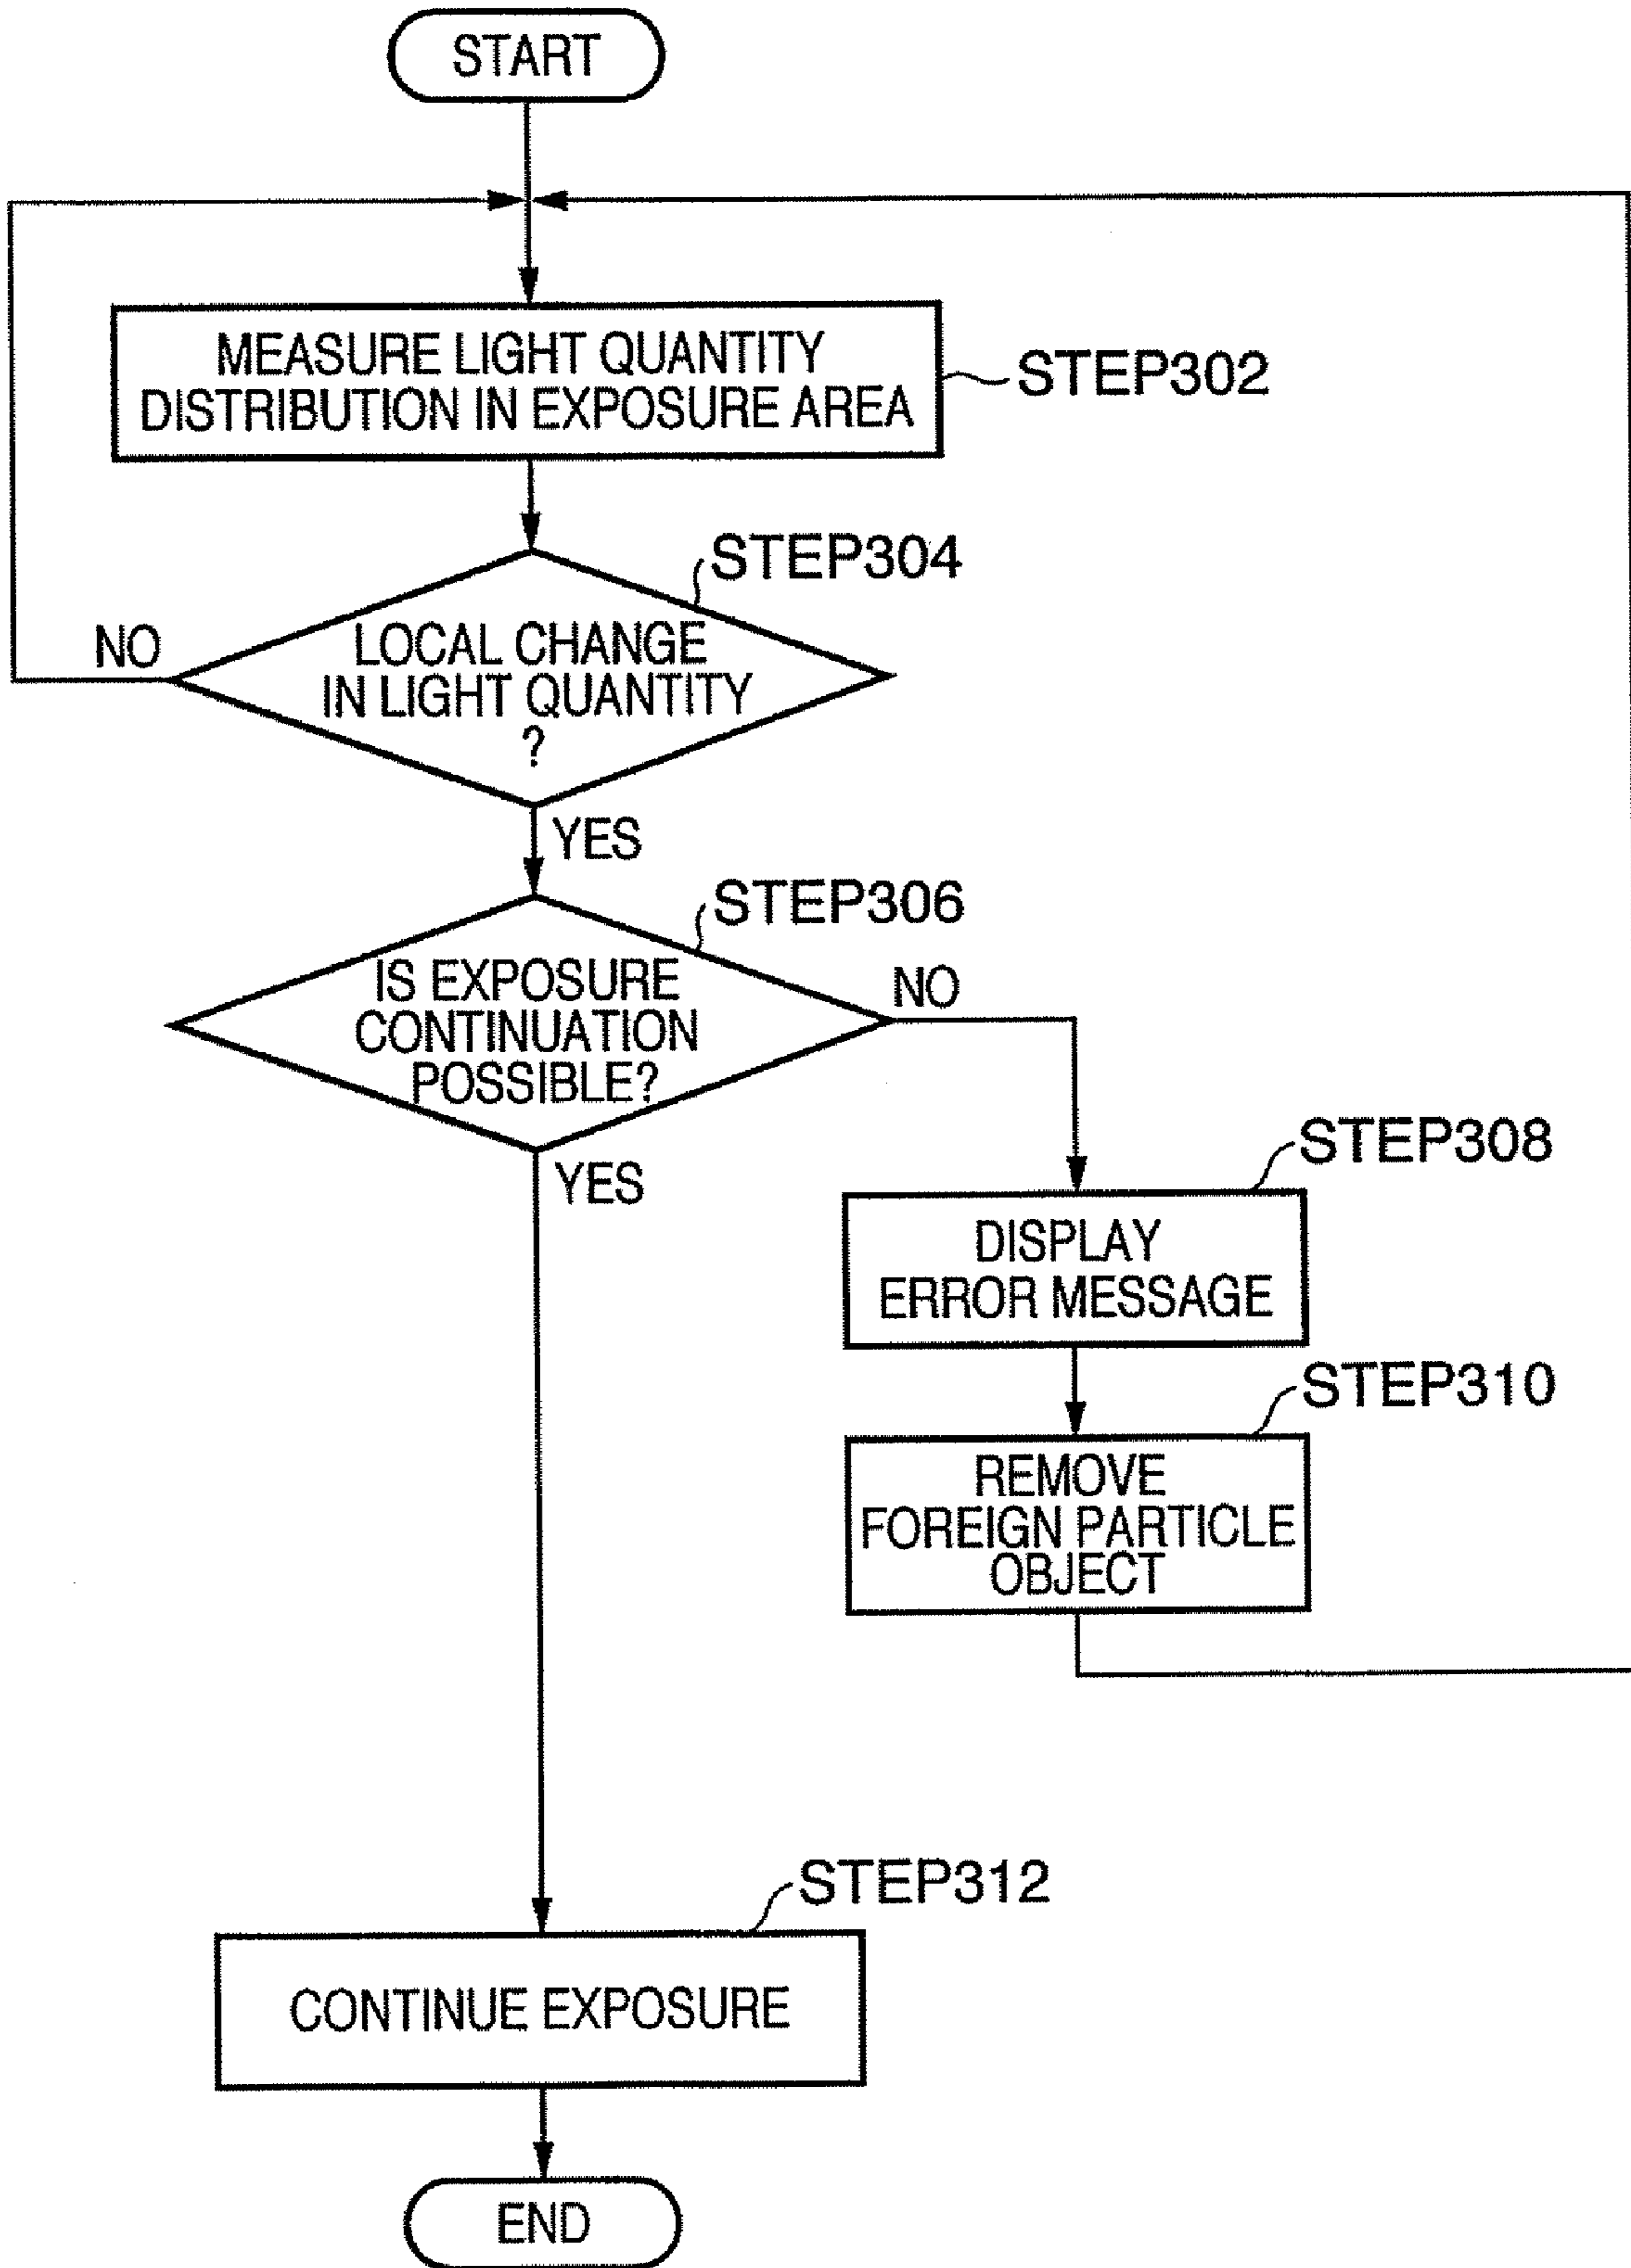 START
MEASURE LIGHT QUANTITY
DISTRIBUTION IN EXPOSURE AREA
STEP302
STEP304
NO
LOCAL CHANGE
IN LIGHT QUANTITY
?
YES
STEP306
IS EXPOSURE
CONTINUATION
POSSIBLE?
NO
YES
STEP308
DISPLAY
ERROR MESSAGE
STEP310
REMOVE
FOREIGN PARTICLE
OBJECT
STEP312
CONTINUE EXPOSURE
END